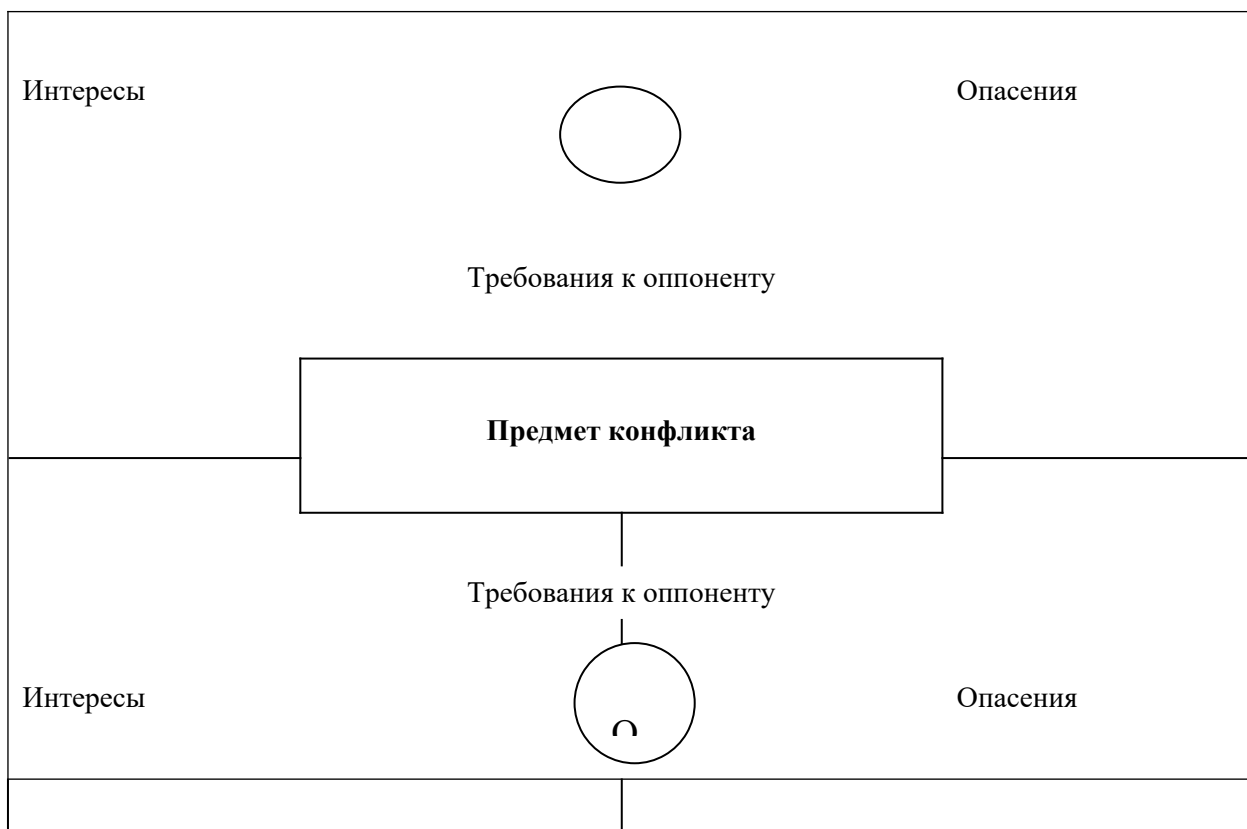 Интересы
Опасения
Требования к оппоненту
Предмет конфликта
Требования к оппоненту
Интересы
Опасения